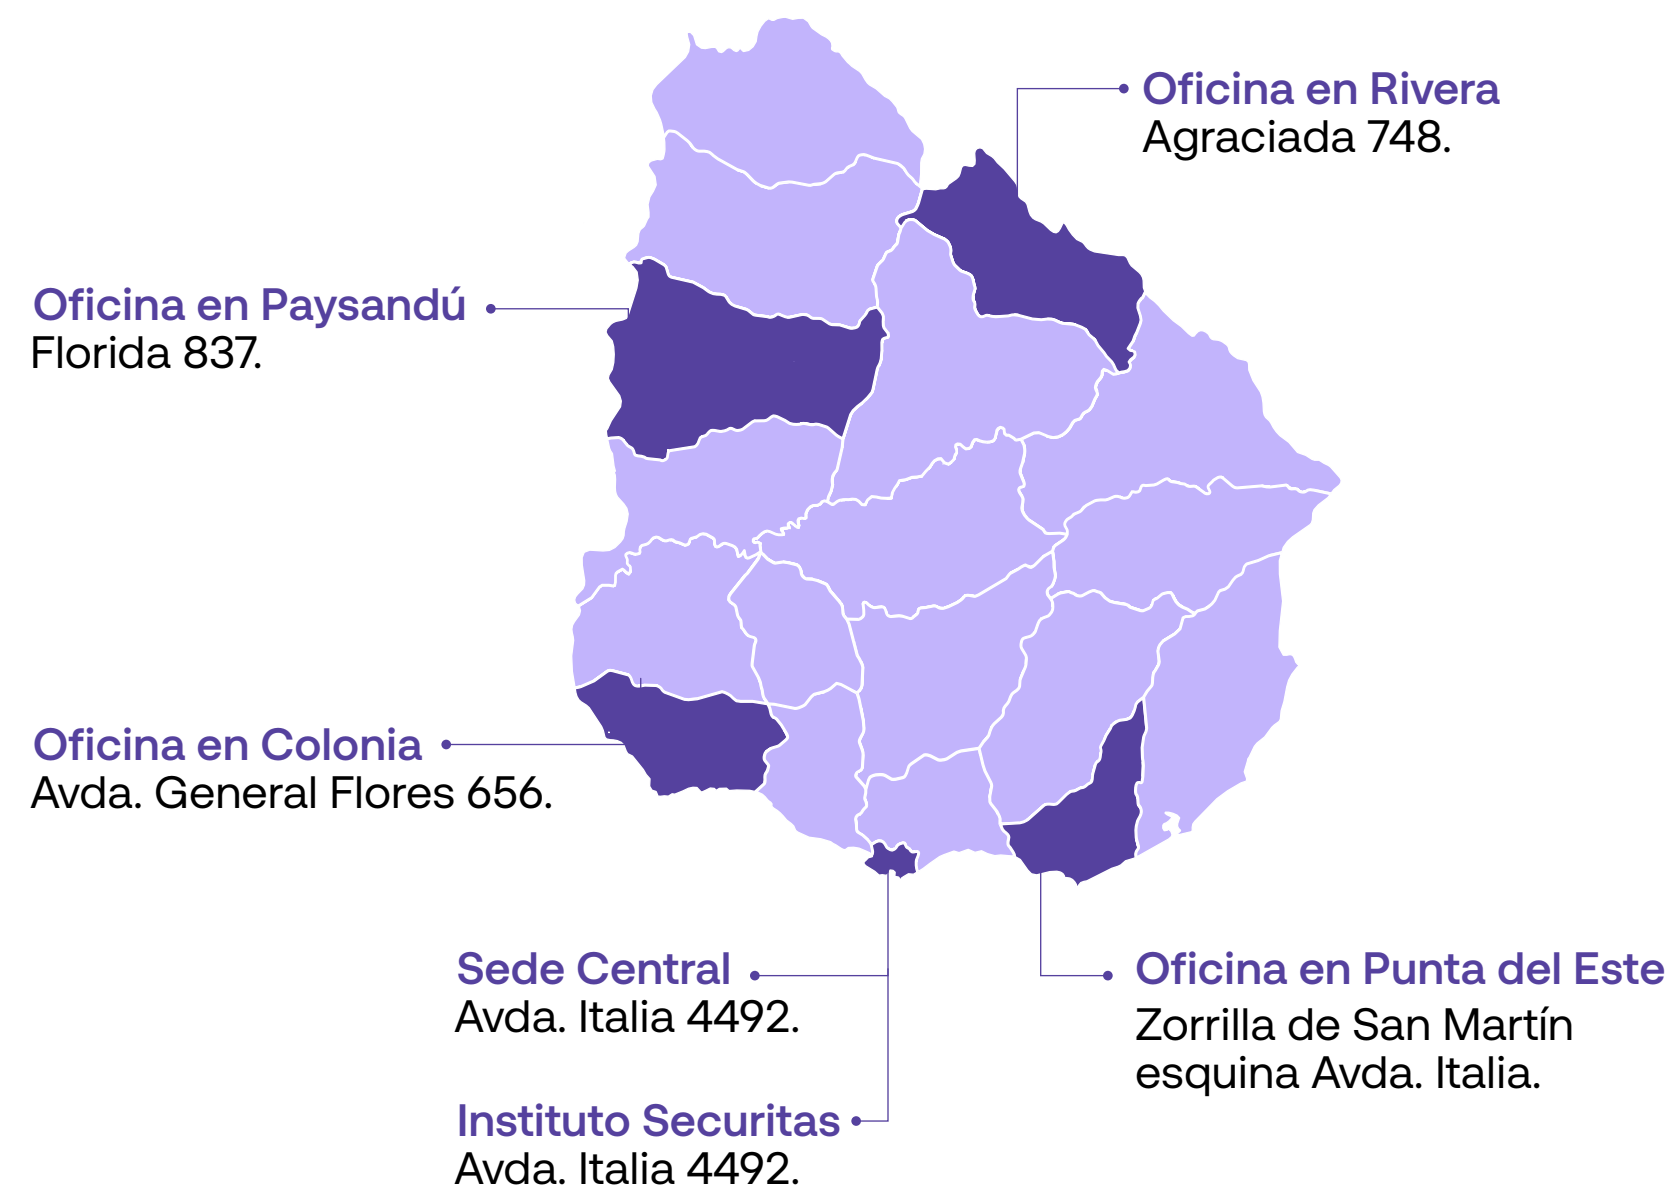 Oficina en Rivera
Agraciada 748.
Oficina en Paysandú
Florida 837.
Oficina en Colonia
Avda. General Flores 656.
Sede Central
Avda. Italia 4492.
Oficina en Punta del Este
Zorrilla de San Martín
esquina Avda. Italia.
Instituto Securitas
Avda. Italia 4492.